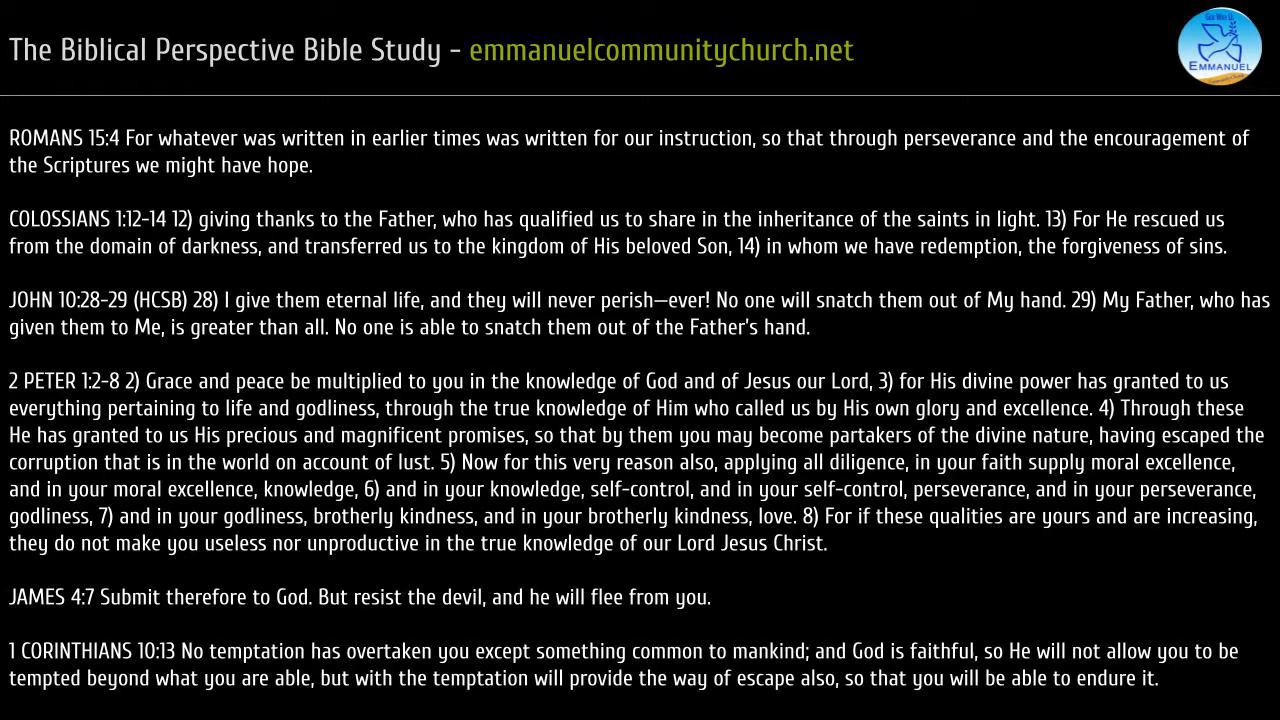 The Biblical Perspective Bible Study - emmanuelcommunitychurch.net
GOD WITH US
EMMANUEL
ROMANS 15:4 For whatever was written in earlier times was written for our instruction, so that through perseverance and the encouragement of
the Scriptures we might have hope.
COLOSSIANS 1:12-14 12) giving thanks to the Father, who has qualified us to share in the inheritance of the saints in light. 13) For He rescued us
from the domain of darkness, and transferred us to the kingdom of His beloved Son, 14) in whom we have redemption, the forgiveness of sins.
JOHN 10:28-29 (HCSB) 28) I give them eternal life, and they will never perish—ever! No one will snatch them out of My hand. 29) My Father, who has
given them to Me, is greater than all. No one is able to snatch them out of the Father's hand.
2 PETER 1:2-8 2) Grace and peace be multiplied to you in the knowledge of God and of Jesus our Lord, 3) for His divine power has granted to us
everything pertaining to life and godliness, through the true knowledge of Him who called us by His own glory and excellence. 4) Through these
He has granted to us His precious and magnificent promises, so that by them you may become partakers of the divine nature, having escaped the
corruption that is in the world on account of lust. 5) Now for this very reason also, applying all diligence, in your faith supply moral excellence,
and in your moral excellence, knowledge, 6) and in your knowledge, self-control, and in your self-control, perseverance, and in your perseverance,
godliness, 7) and in your godliness, brotherly kindness, and in your brotherly kindness, love. 8) For if these qualities are yours and are increasing,
they do not make you useless nor unproductive in the true knowledge of our Lord Jesus Christ.
JAMES 4:7 Submit therefore to God. But resist the devil, and he will flee from you.
1 CORINTHIANS 10:13 No temptation has overtaken you except something common to mankind; and God is faithful, so He will not allow you to be
tempted beyond what you are able, but with the temptation will provide the way of escape also, so that you will be able to endure it.